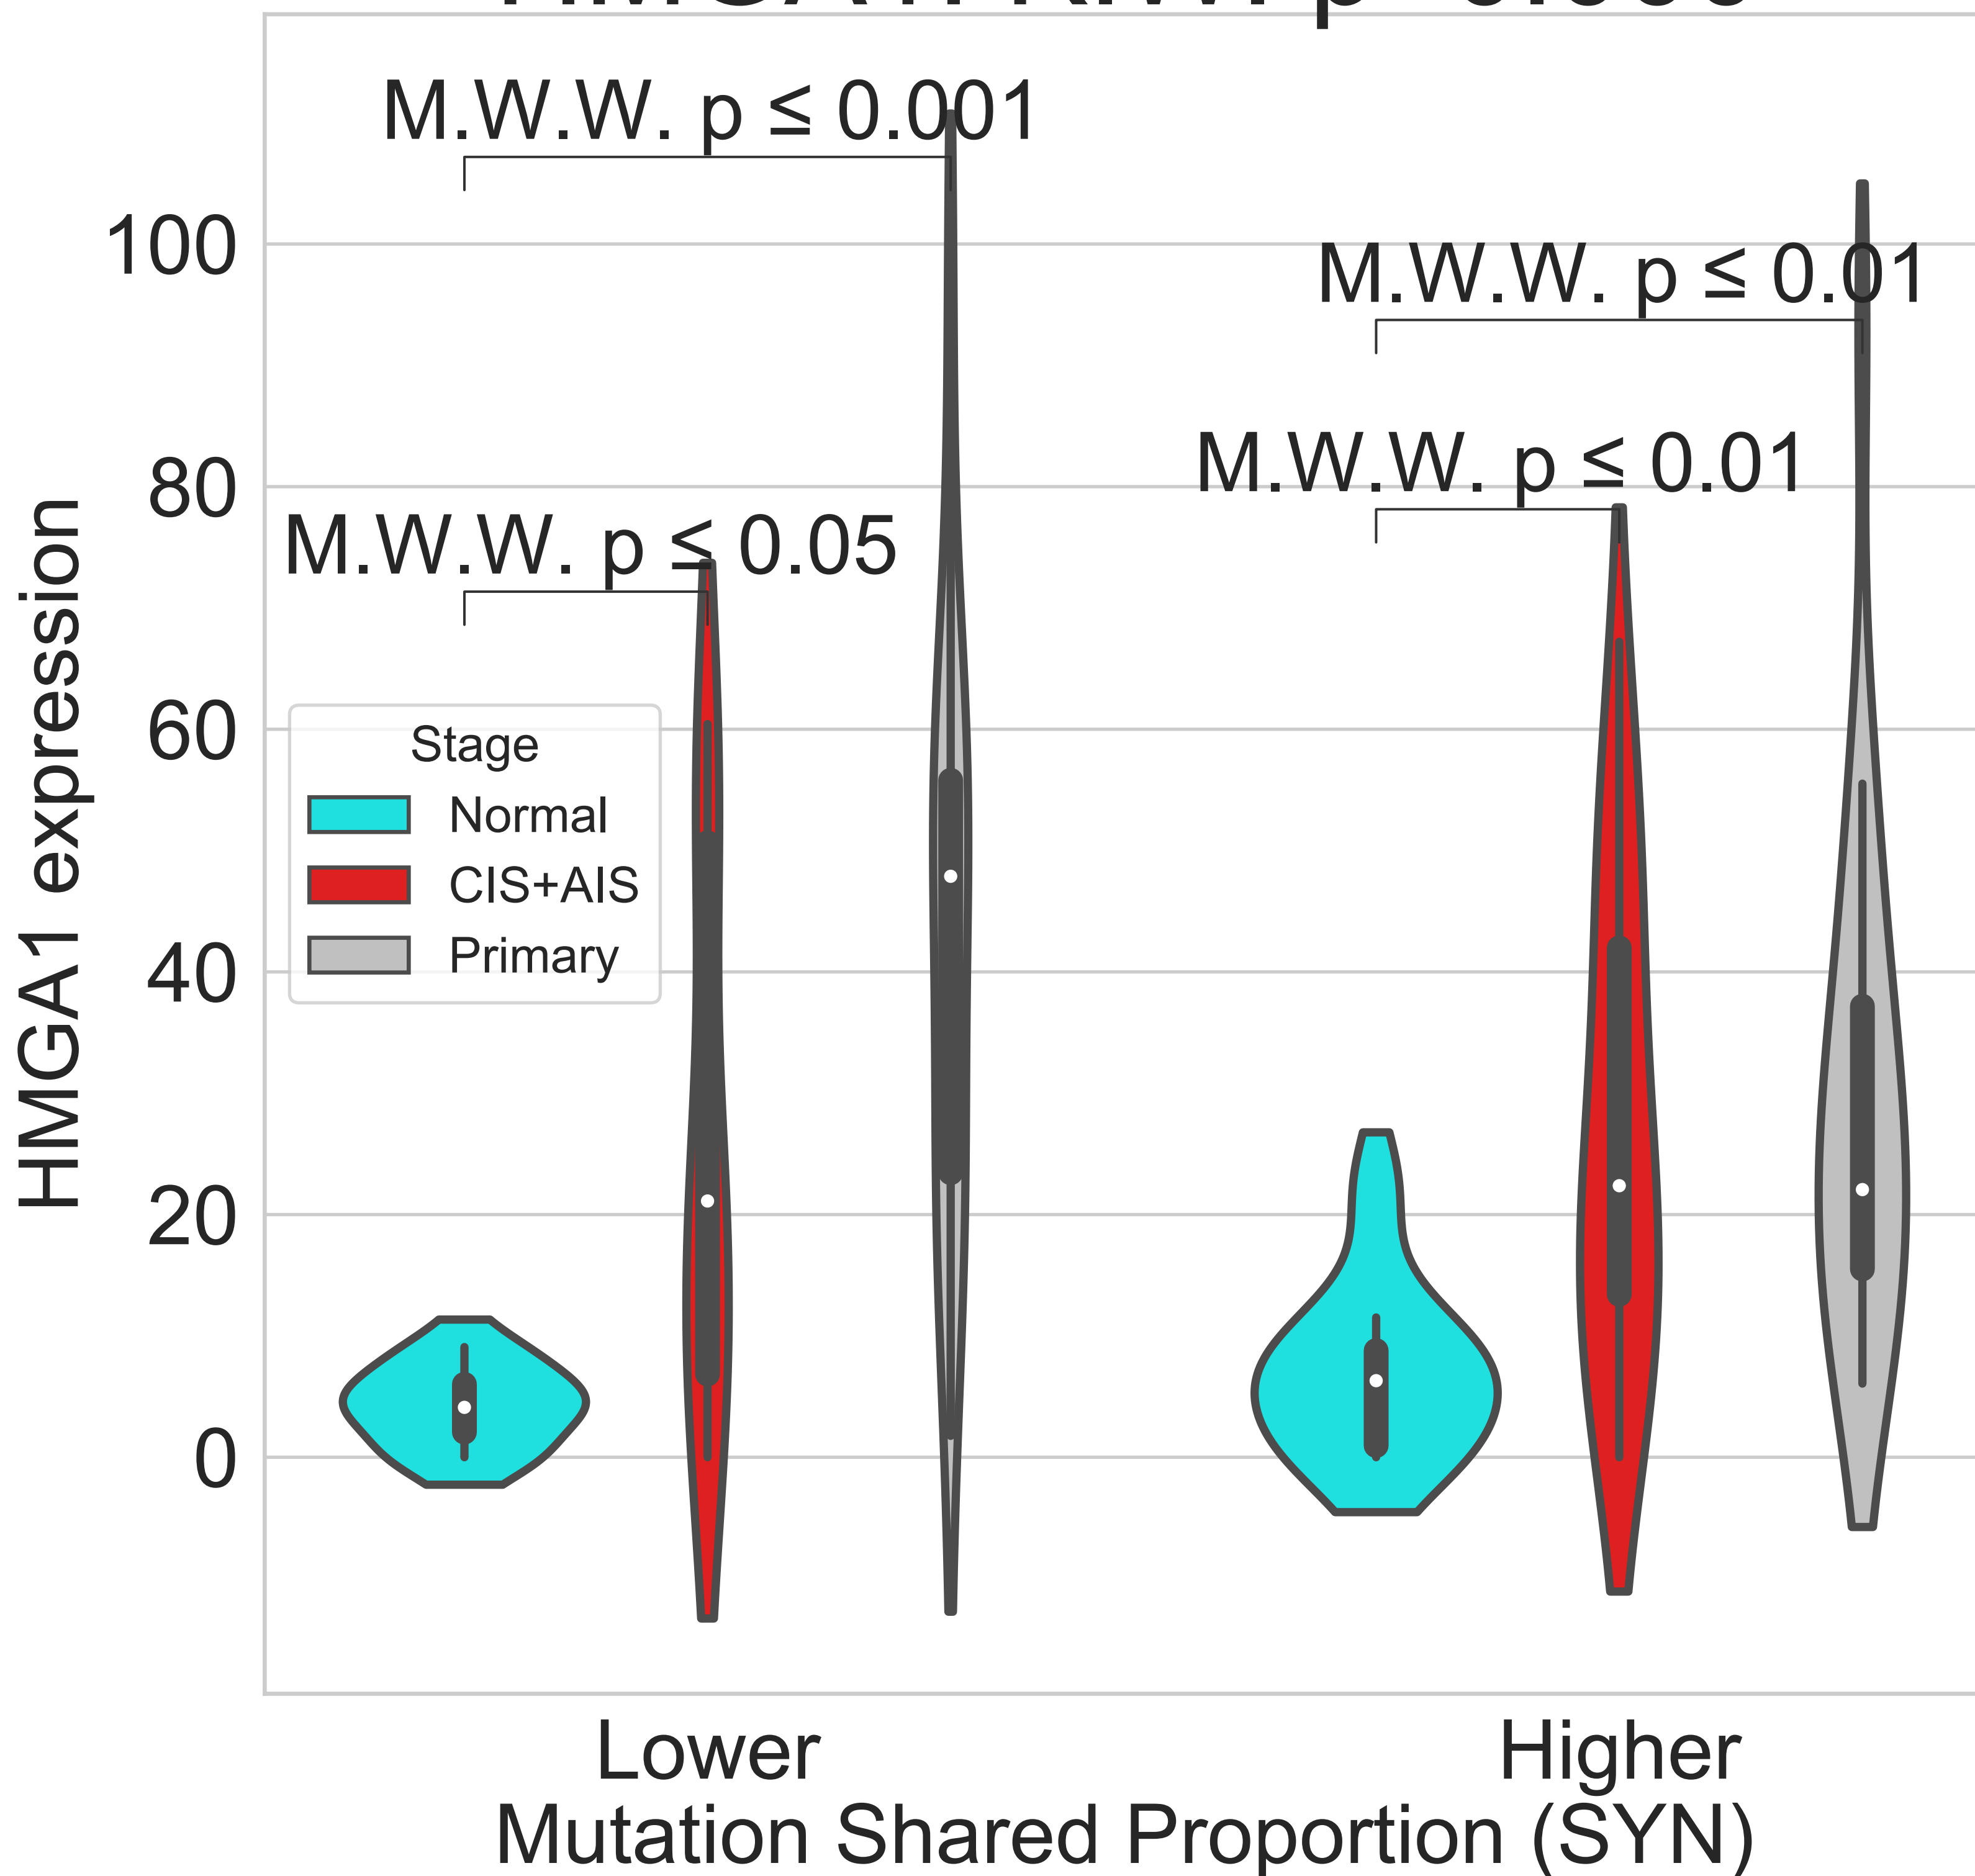 M.W.W. p ≤ 0.001
100
M.W.W. p ≤ 0.01
80
M.W.W. p ≤ 0.01
M.W.W. p ≤ 0.05
60
Stage
Normal
CIS+AIS
Primary
40
20
0
HMGA1 expression
Lower
Higher
Mutation Shared Proportion (SYN)